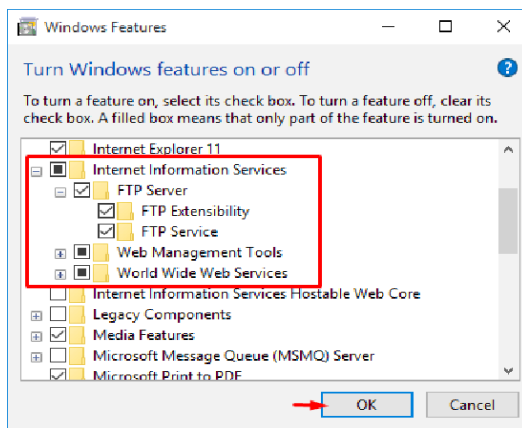 Windows Features
Turn Windows features on or off
To turn a feature on, select its check box. To turn a feature off, clear its
check box. A filled box means that only part of the feature is turned on.
Internet Explorer 11
Internet Information Services
FTP Server
FTP Extensibility
FTP Service
Web Management Tools
World Wide Web Services
Internet Information Services Hostable Web Core
Legacy Components
Media Features
Microsoft Message Queue (MSMQ) Server
Microsoft Print to PDF
OK
Cancel